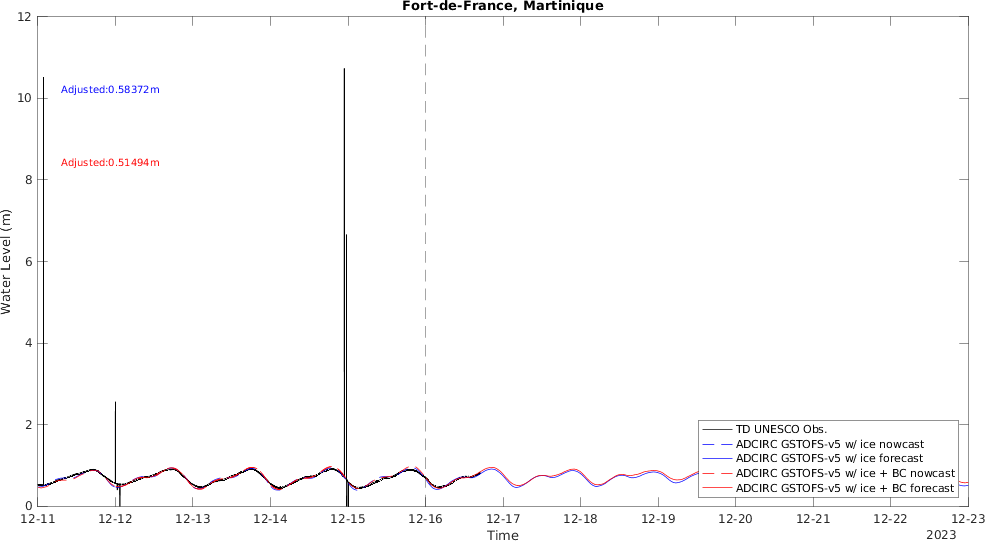 Fort-de-France, Martinique
12
10
8
6
4
2
0
Water Level (m)
Adjusted:0.58372m
Adjusted:0.51494m
TD UNESCO Obs.
ADCIRC GSTOFS-v5 w/ ice nowcast
ADCIRC GSTOFS-v5 w/ ice forecast
ADCIRC GSTOFS-v5 w/ ice + BC nowcast
ADCIRC GSTOFS-v5 w/ ice + BC forecast
12-11 12-12 12-13 12-14 12-15 12-16 12-17 12-18 12-19 12-20 12-21 12-22 12-23
Time
2023